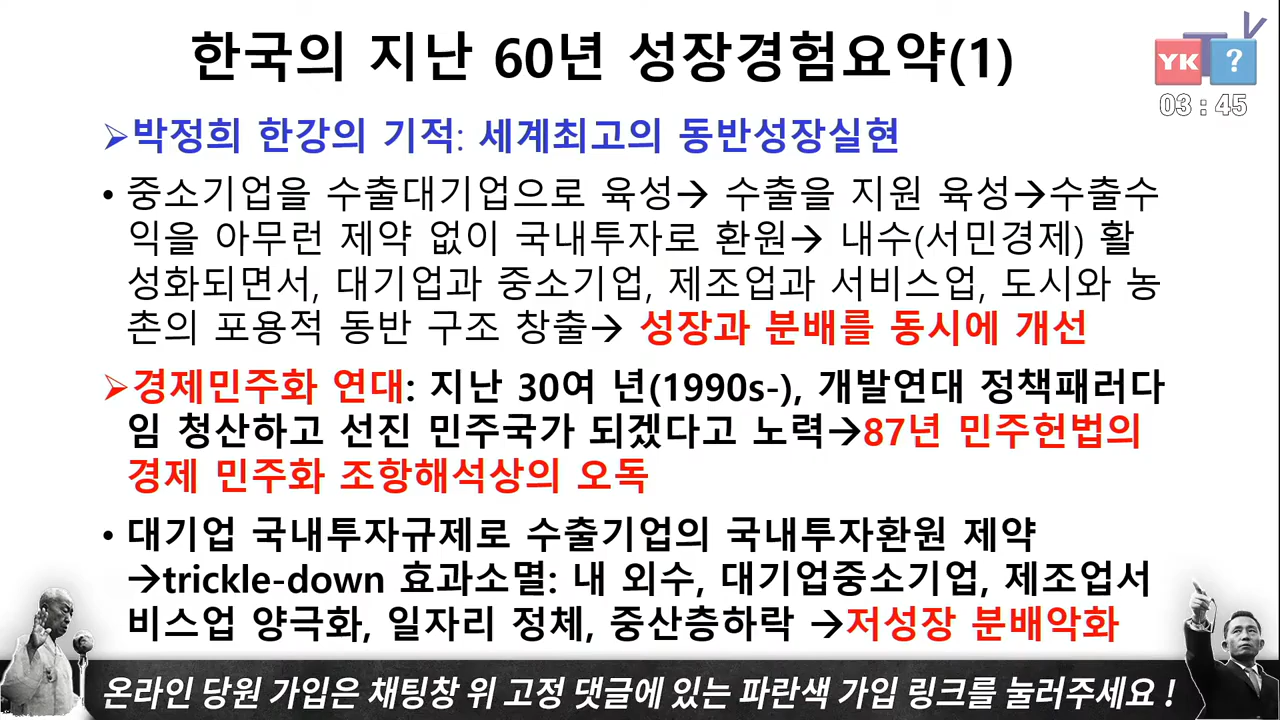 한국의 지난 60년 성장경험요약(1)
YK TV ?
03 : 45
➢박정희 한강의 기적: 세계최고의 동반성장실현
• 중소기업을 수출대기업으로 육성→ 수출을 지원 육성→수출수
익을 아무런 제약 없이 국내투자로 환원→ 내수(서민경제) 활
성화되면서, 대기업과 중소기업, 제조업과 서비스업, 도시와 농
촌의 포용적 동반 구조 창출→ 성장과 분배를 동시에 개선
➢경제민주화 연대: 지난 30여 년(1990s-), 개발연대 정책패러다
임 청산하고 선진 민주국가 되겠다고 노력→87년 민주헌법의
경제 민주화 조항해석상의 오독
• 대기업 국내투자규제로 수출기업의 국내투자환원 제약
→trickle-down 효과소멸: 내 외수, 대기업중소기업, 제조업서
비스업 양극화, 일자리 정체, 중산층하락 →저성장 분배악화
온라인 당원 가입은 채팅창 위 고정 댓글에 있는 파란색 가입 링크를 눌러주세요 !